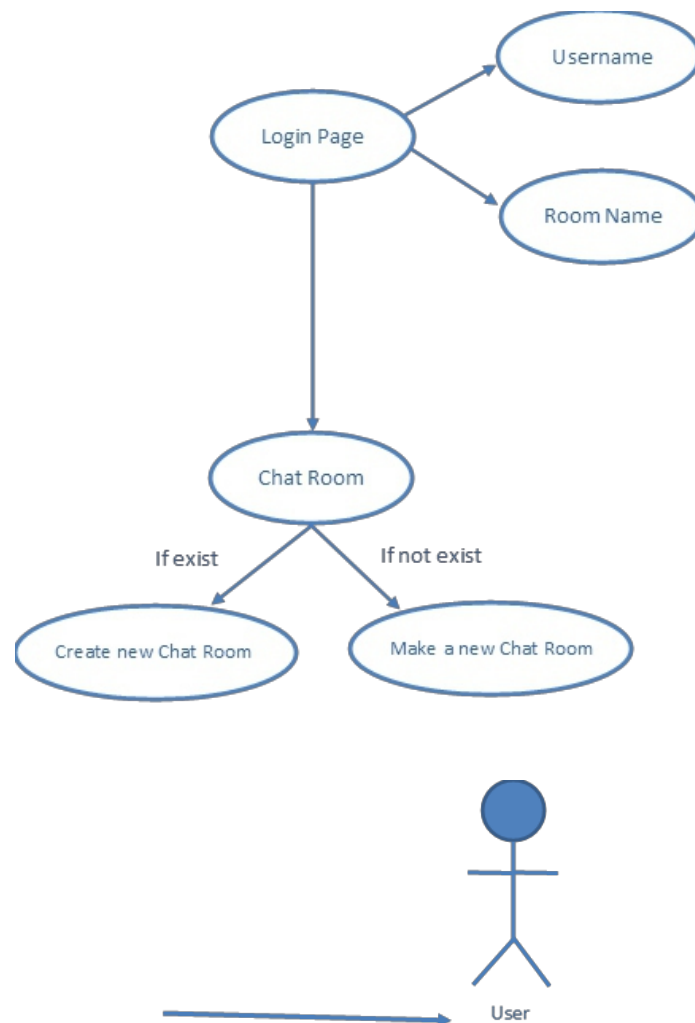 Username
Login Page
Room Name
Chat Room
If exist
If not exist
Create new Chat Room
Make a new Chat Room
User